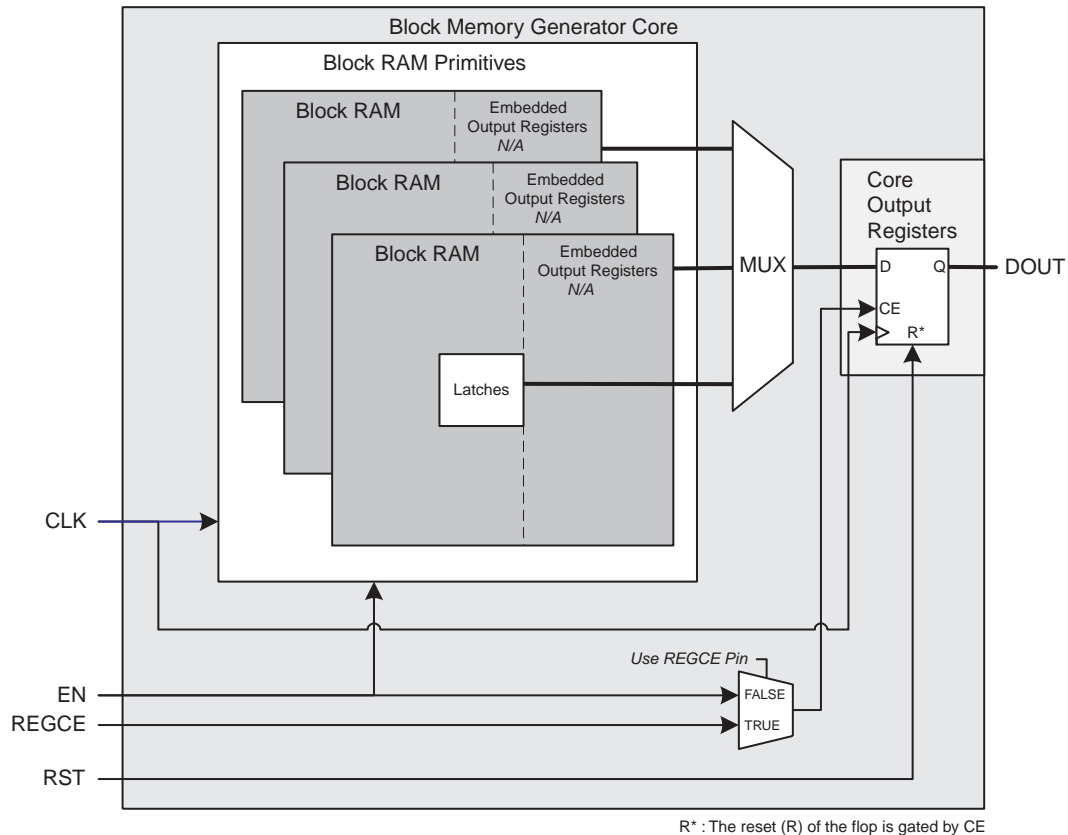 Block Memory Generator Core
Block RAM Primitives
Block RAM
Embedded
Output Registers
N/A
Block RAM
Embedded
Output Registers
N/A
Block RAM
Embedded
Output Registers
N/A
Latches
MUX
Core
Output
Registers
D
Q
CE
R*
DOUT
CLK
Use REGCE Pin
EN
FALSE
REGCE
TRUE
RST
R* : The reset (R) of the flop is gated by CE